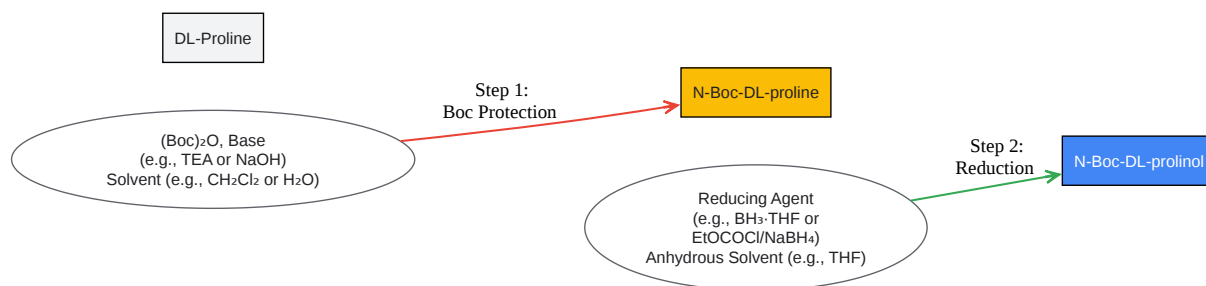 DL-Proline
(Boc)₂O, Base
(e.g., TEA or NaOH)
Solvent (e.g., CH₂Cl₂ or H₂O)
Step 1:
Boc Protection
N-Boc-DL-proline
Reducing Agent
(e.g., BH₃·THF or
EtOCOCl/NaBH₄)
Anhydrous Solvent (e.g., THF)
Step 2:
Reduction
N-Boc-DL-prolinol